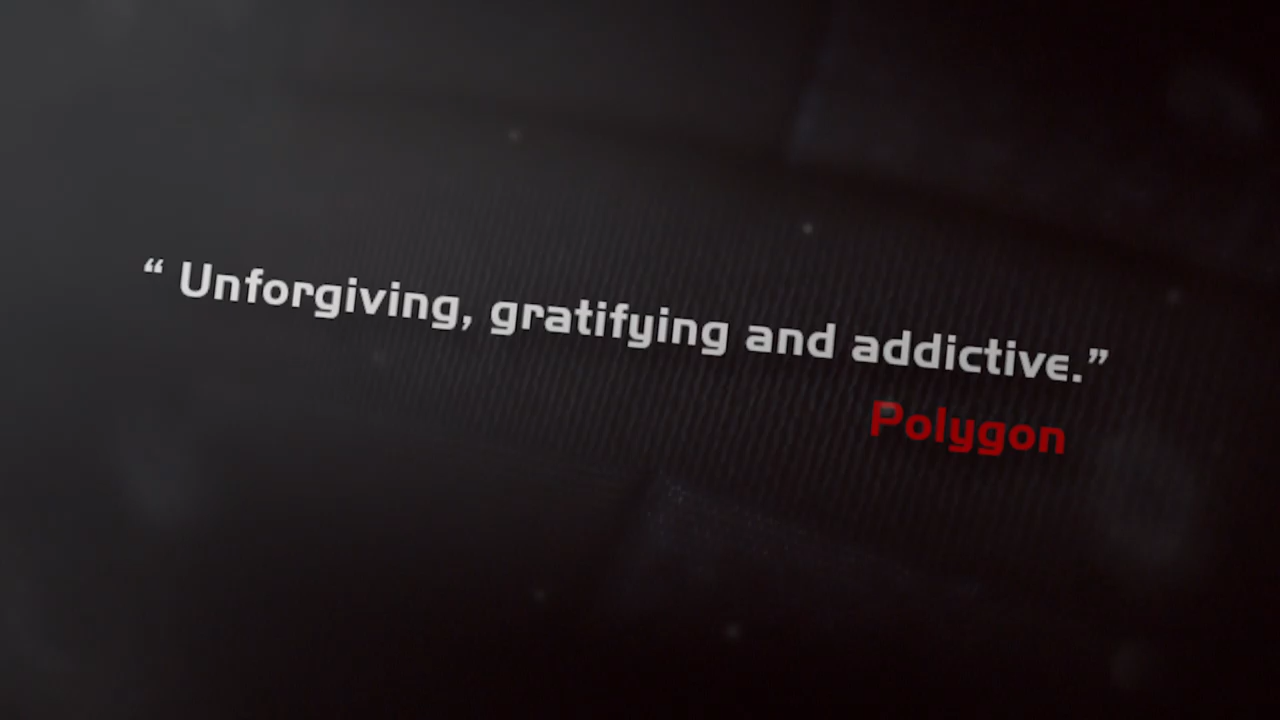 “ Unforgiving, gratifying and addictive.”
Polygon